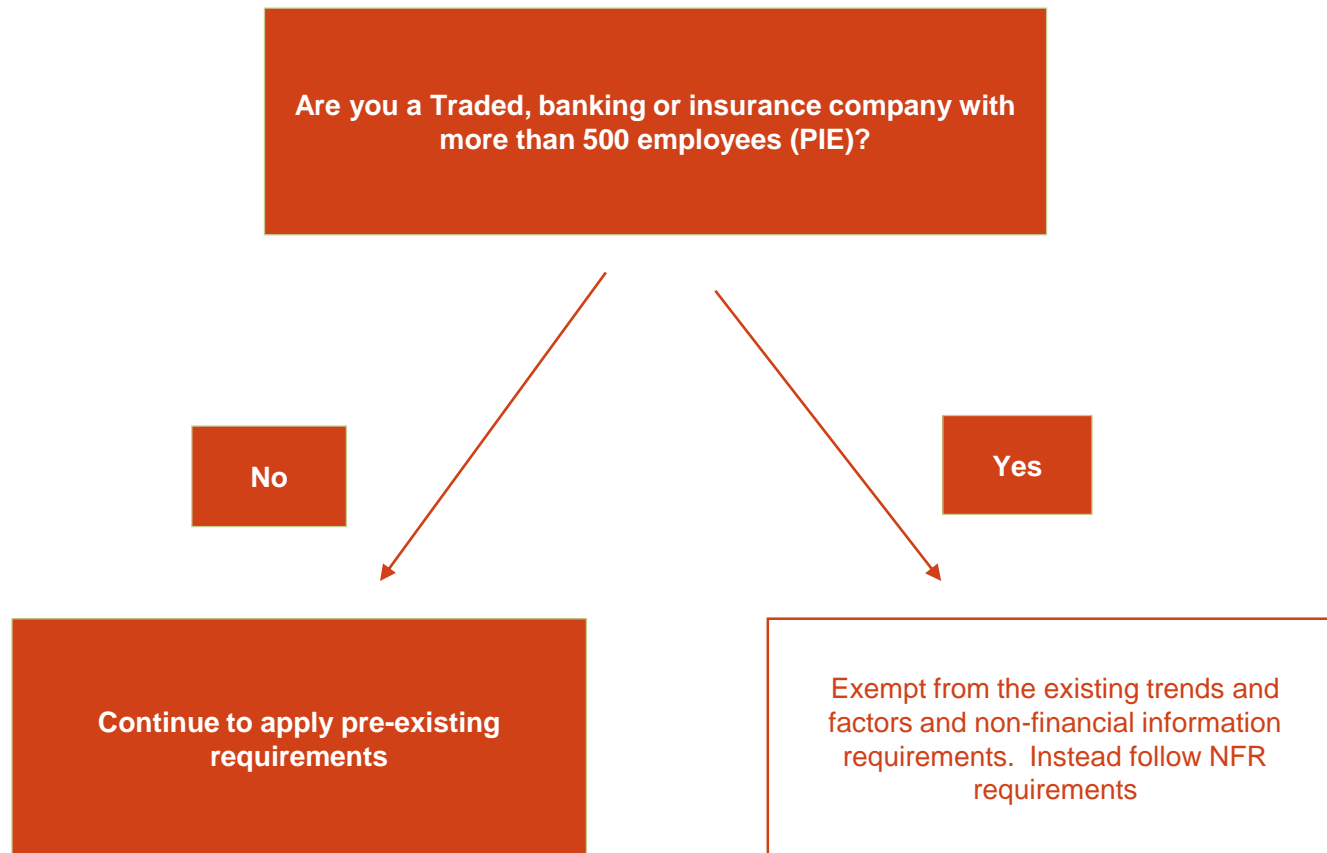 Are you a Traded, banking or insurance company with
more than 500 employees (PIE)?
No
Yes
Continue to apply pre-existing
requirements
Exempt from the existing trends and
factors and non-financial information
requirements.  Instead follow NFR
requirements